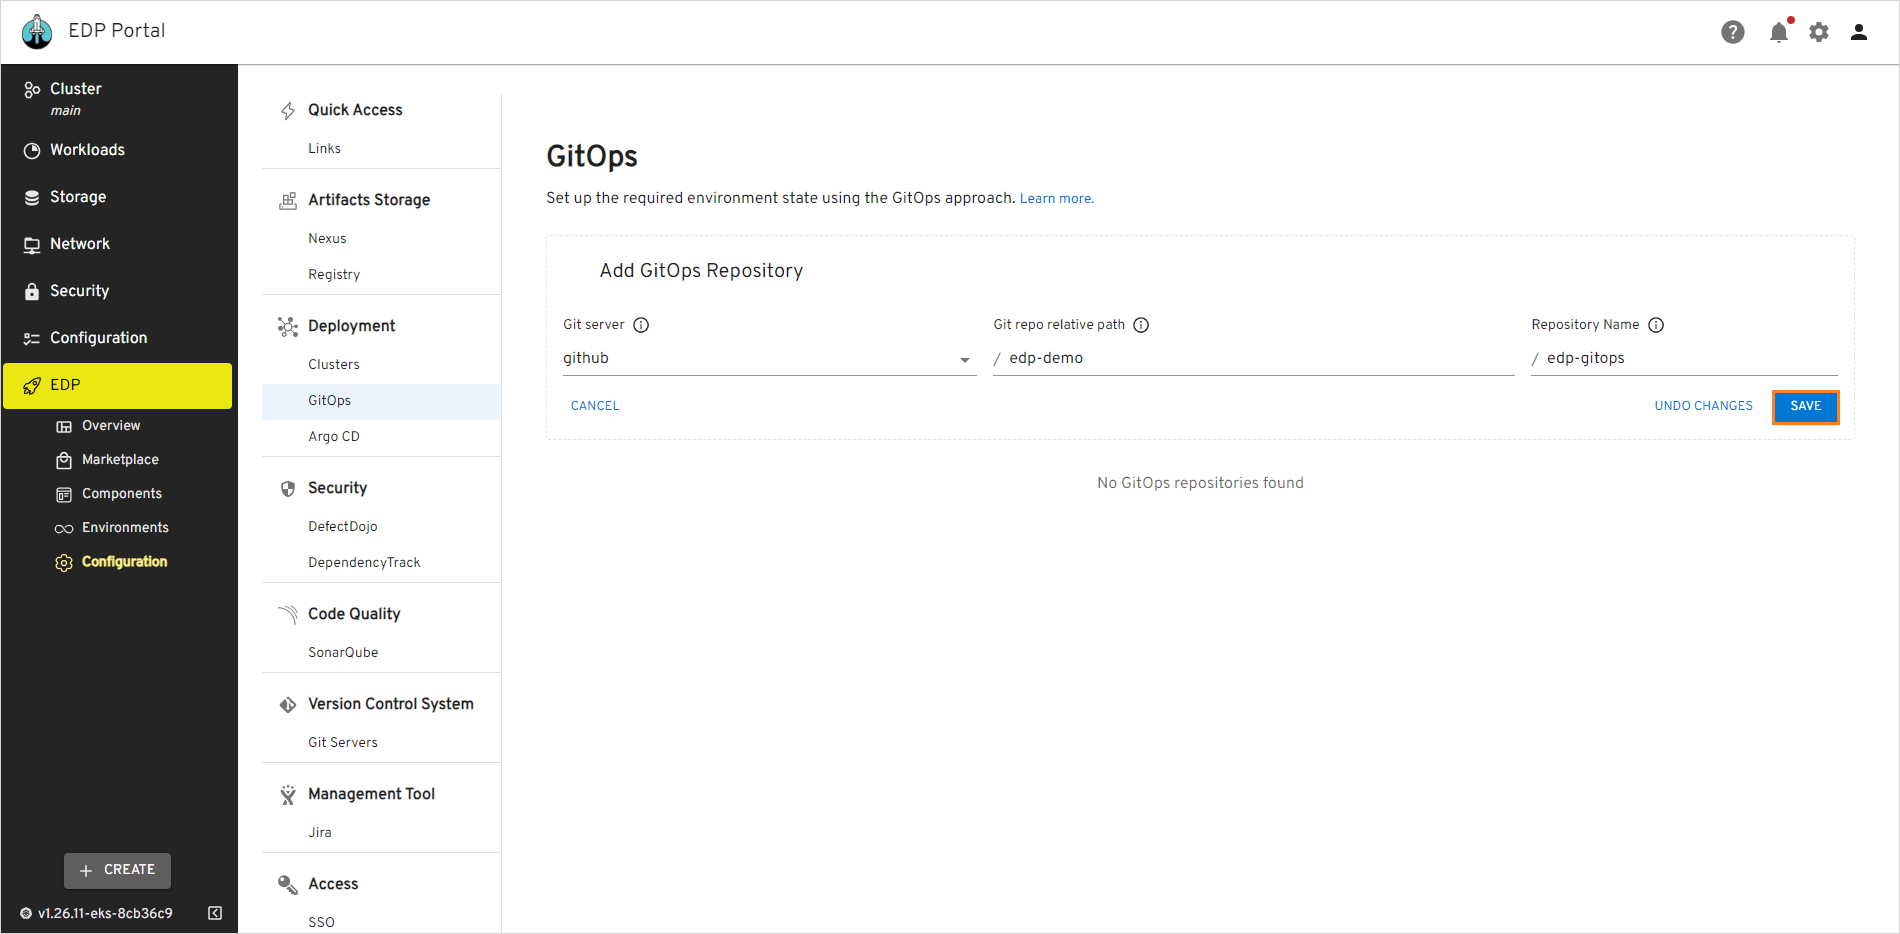 EDP Portal
Cluster
main
Workloads
Storage
Network
Security
Configuration
EDP
Overview
Marketplace
Components
Environments
Configuration
+ CREATE
v1.26.11-eks-8cb36c9
Quick Access
Links
Artifacts Storage
Nexus
Registry
Deployment
Clusters
GitOps
Argo CD
Security
DefectDojo
DependencyTrack
Code Quality
SonarQube
Version Control System
Git Servers
Management Tool
Jira
Access
SSO
GitOps
Set up the required environment state using the GitOps approach. Learn more.
Add GitOps Repository
Git server
Git repo relative path
Repository Name
github
/ edp-demo
/ edp-gitops
CANCEL
UNDO CHANGES
SAVE
No GitOps repositories found